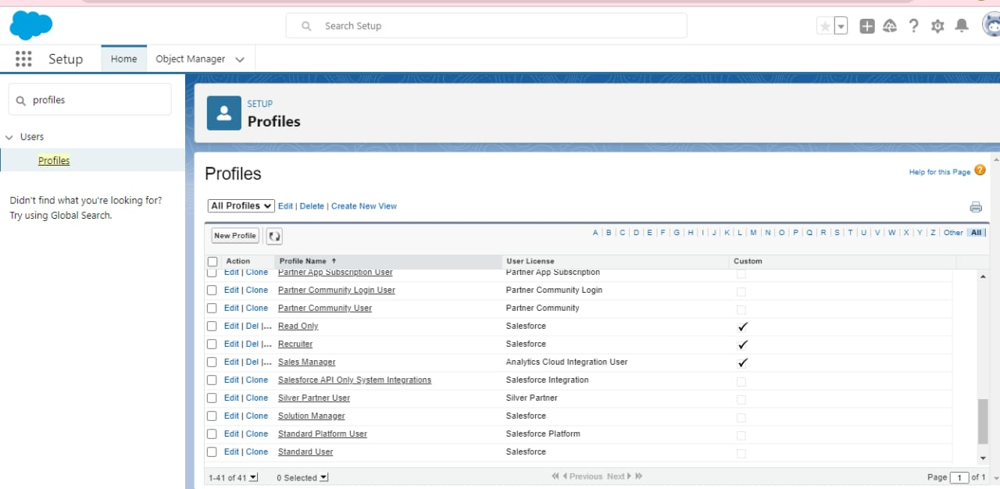 Search Setup
Setup
Home
Object Manager
profiles
Users
Profiles
Didn't find what you're looking for?
Try using Global Search.
SETUP
Profiles
Profiles
Help for this Page
All Profiles Edit | Delete | Create New View
New Profile
A | B | C | D | E | F | G | H | I | J | K | L | M | N | O | P | Q | R | S | T | U | V | W | X | Y | Z | Other | All |
Action Profile Name ↑ User License Custom
Edit | Clone Partner App Subscription User Partner App Subscription
Edit | Clone Partner Community Login User Partner Community Login
Edit | Clone Partner Community User Partner Community
Edit | Del |... Read Only Salesforce ✓
Edit | Del |... Recruiter Salesforce ✓
Edit | Del |... Sales Manager Analytics Cloud Integration User ✓
Edit | Clone Salesforce API Only System Integrations Salesforce Integration
Edit | Clone Silver Partner User Silver Partner
Edit | Clone Solution Manager Salesforce
Edit | Clone Standard Platform User Salesforce Platform
Edit | Clone Standard User Salesforce
1-41 of 41 0 Selected Previous Next Page 1 of 1